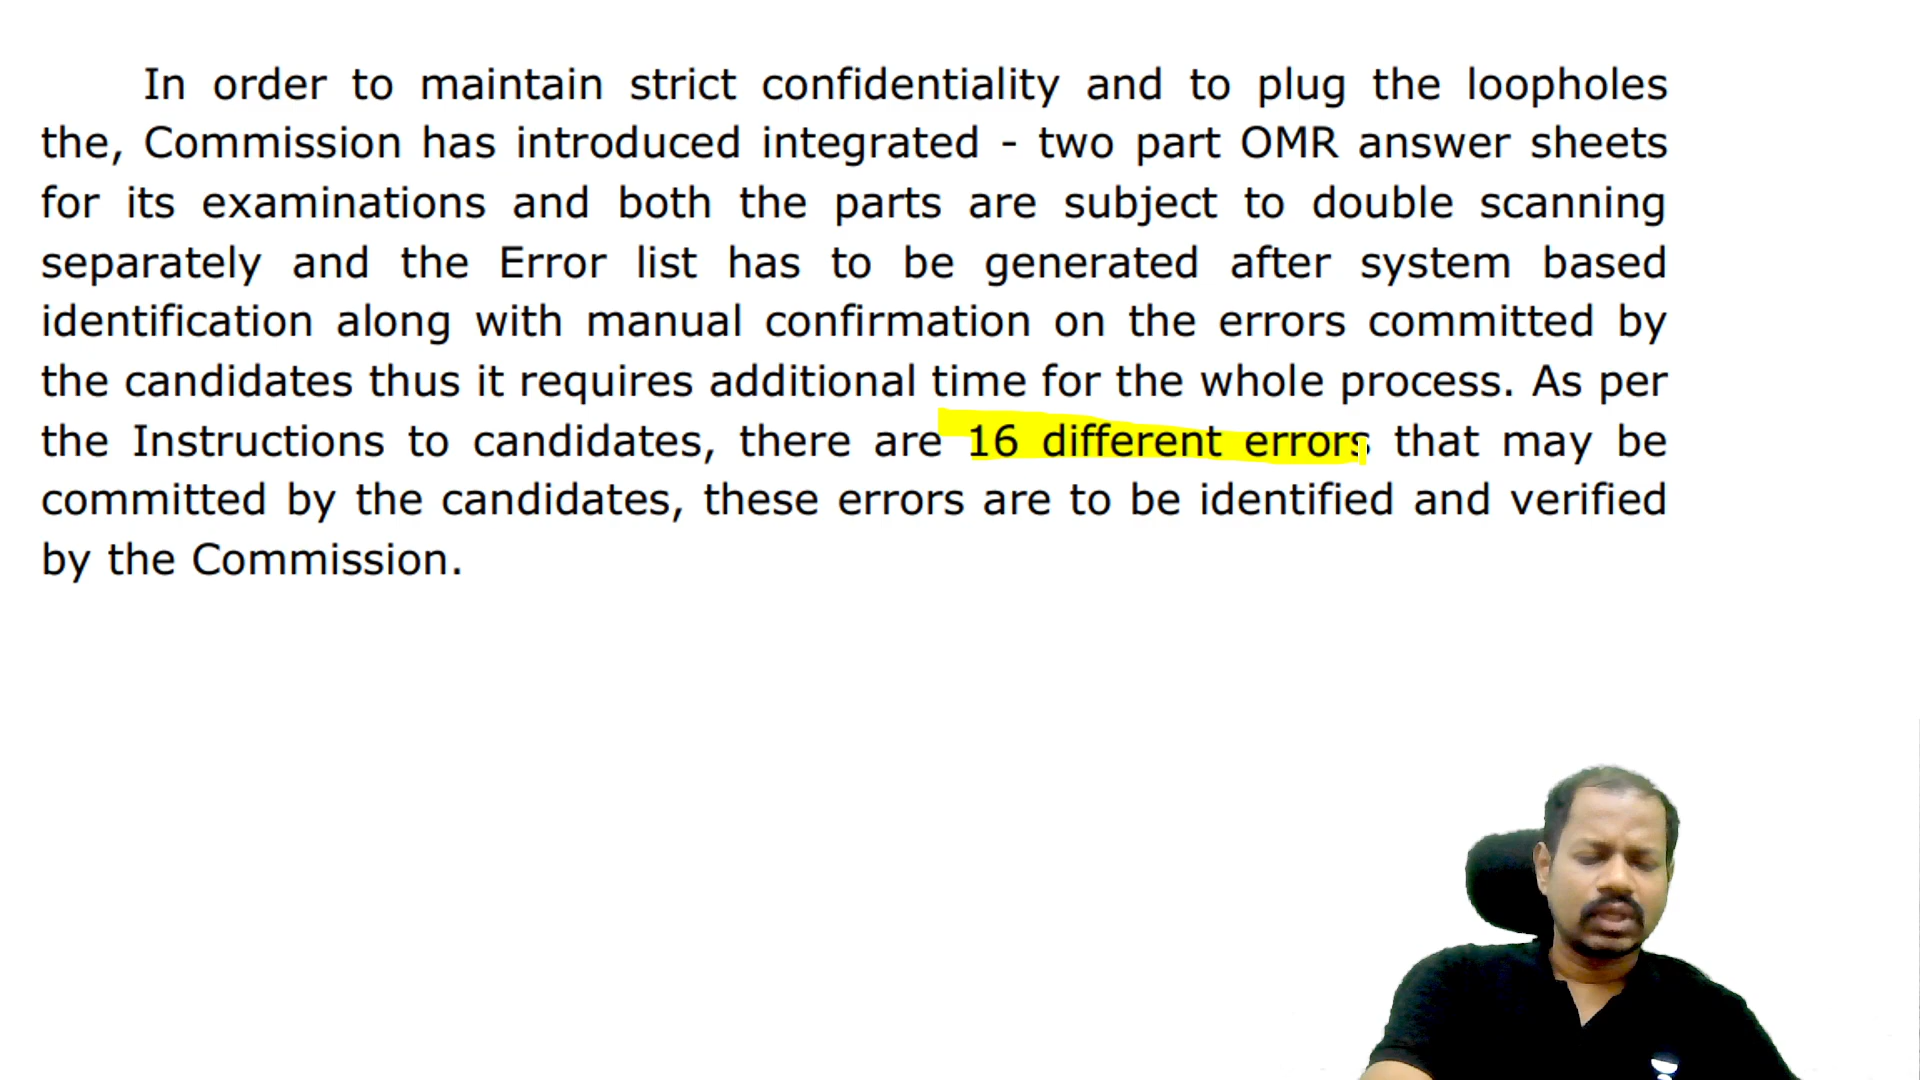 In order to maintain strict confidentiality and to plug the loopholes
the, Commission has introduced integrated - two part OMR answer sheets
for its examinations and both the parts are subject to double scanning
separately and the Error list has to be generated after system based
identification along with manual confirmation on the errors committed by
the candidates thus it requires additional time for the whole process. As per
the Instructions to candidates, there are 16 different errors that may be
committed by the candidates, these errors are to be identified and verified
by the Commission.